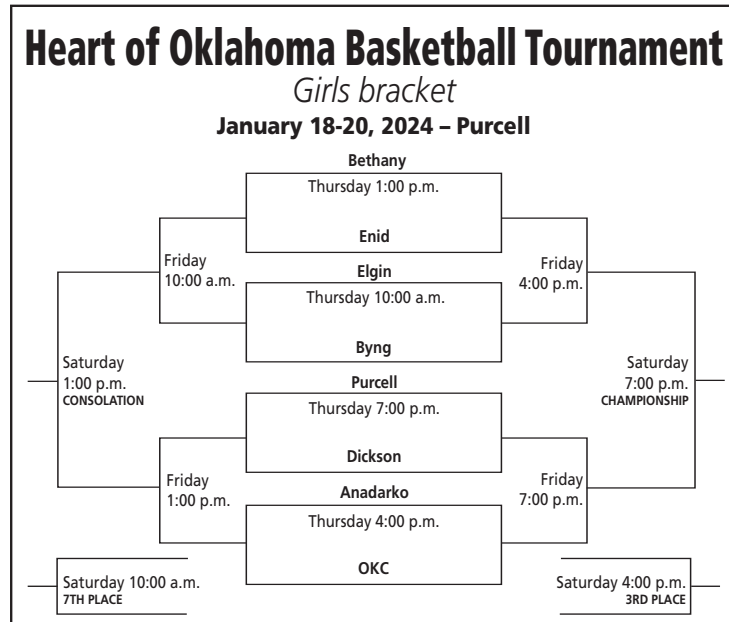 Heart of Oklahoma Basketball Tournament
Girls bracket
January 18-20, 2024 – Purcell
Bethany
Thursday 1:00 p.m.
Enid
Friday
10:00 a.m.
Friday
4:00 p.m.
Elgin
Thursday 10:00 a.m.
Byng
Saturday
1:00 p.m.
CONSOLATION
Saturday
7:00 p.m.
CHAMPIONSHIP
Purcell
Thursday 7:00 p.m.
Dickson
Friday
1:00 p.m.
Friday
7:00 p.m.
Anadarko
Thursday 4:00 p.m.
OKC
Saturday 10:00 a.m.
7TH PLACE
Saturday 4:00 p.m.
3RD PLACE